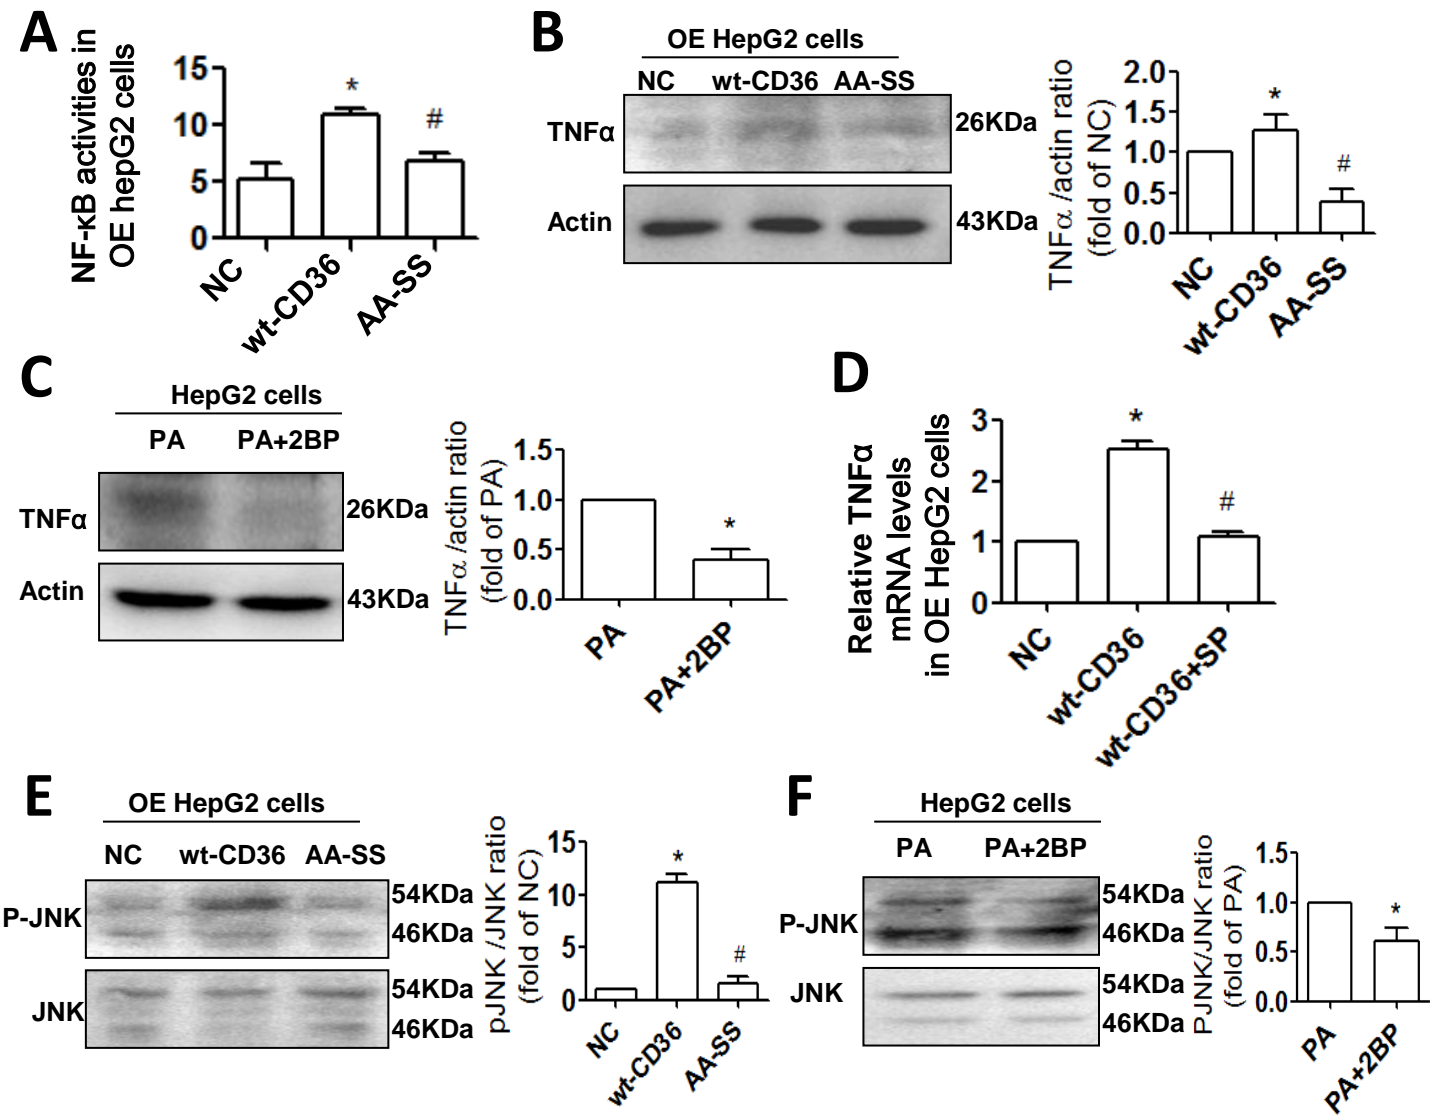 A
NF-κB activities in
OE hepG2 cells
15
10
5
0
*
#
NC
wt-CD36
AA-SS
B
OE HepG2 cells
NC wt-CD36 AA-SS
TNFα
26KDa
Actin
43KDa
TNFα /actin ratio
(fold of NC)
2.0
1.5
1.0
0.5
0.0
*
#
NC
wt-CD36
AA-SS
C
HepG2 cells
PA PA+2BP
TNFα
26KDa
Actin
43KDa
TNFα /actin ratio
(fold of PA)
1.5
1.0
0.5
0.0
*
PA
PA+2BP
D
Relative TNFα
mRNA levels
in OE HepG2 cells
3
2
1
0
*
#
NC
wt-CD36
wt-CD36+SP
E
OE HepG2 cells
NC wt-CD36 AA-SS
P-JNK
54KDa
46KDa
JNK
54KDa
46KDa
pJNK /JNK ratio
(fold of NC)
15
10
5
0
*
#
NC
wt-CD36
AA-SS
F
HepG2 cells
PA PA+2BP
P-JNK
54KDa
46KDa
JNK
54KDa
46KDa
PJNK/JNK ratio
(fold of PA)
1.5
1.0
0.5
0.0
*
PA
PA+2BP